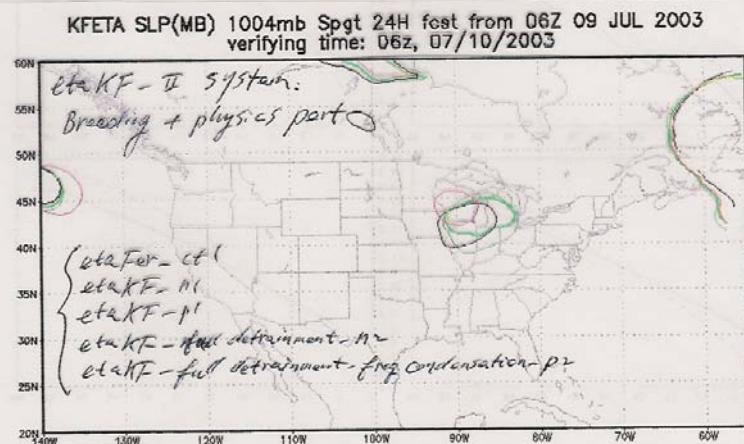 KFETA SLP(MB) 1004mb Spgt 24H fcst from 06Z 09 JUL 2003
verifying time: 06z, 07/10/2003
60N
etaKF-II system:
55N
Breeding + physics part
50N
45N
40N
etaFer-ctl
35N
etaKF-n1
etaKF-p1
30N
etaKF-full detrainment-n2
etaKF-full detrainment-freq condensation-p2
25N
20N
140W 130W 120W 110W 100W 90W 80W 70W 60W